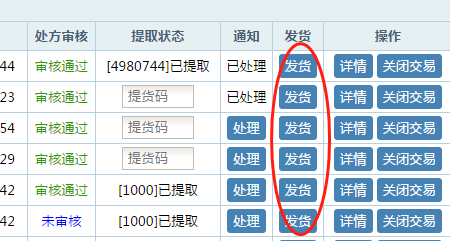 处方审核 提取状态 通知 发货 操作
44 审核通过 [4980744]已提取 已处理 发货 详情 关闭交易
23 审核通过 提货码 已处理 发货 详情 关闭交易
54 审核通过 提货码 处理 发货 详情 关闭交易
29 审核通过 提货码 处理 发货 详情 关闭交易
42 审核通过 [1000]已提取 处理 发货 详情 关闭交易
42 未审核 [1000]已提取 处理 发货 详情 关闭交易